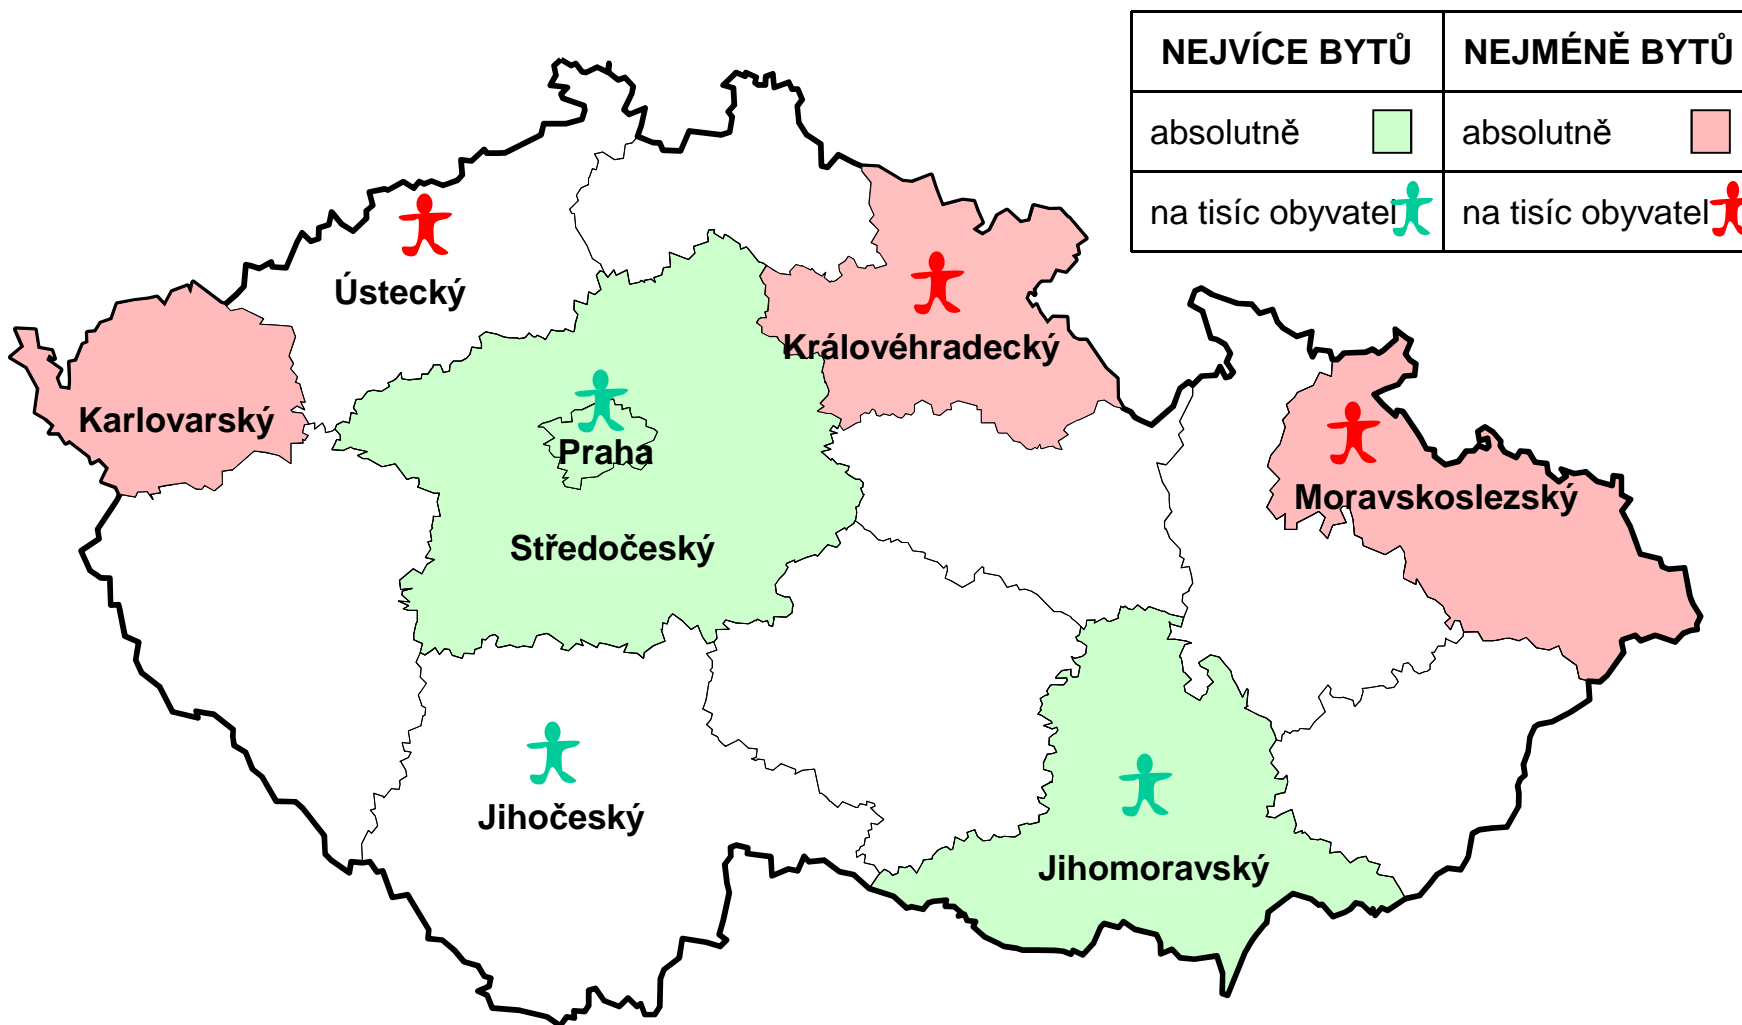 NEJVÍCE BYTŮ NEJMÉNĚ BYTŮ
absolutně absolutně
na tisíc obyvatel na tisíc obyvatel
Ústecký
Královéhradecký
Karlovarský
Praha
Moravskoslezský
Středočeský
Jihočeský
Jihomoravský